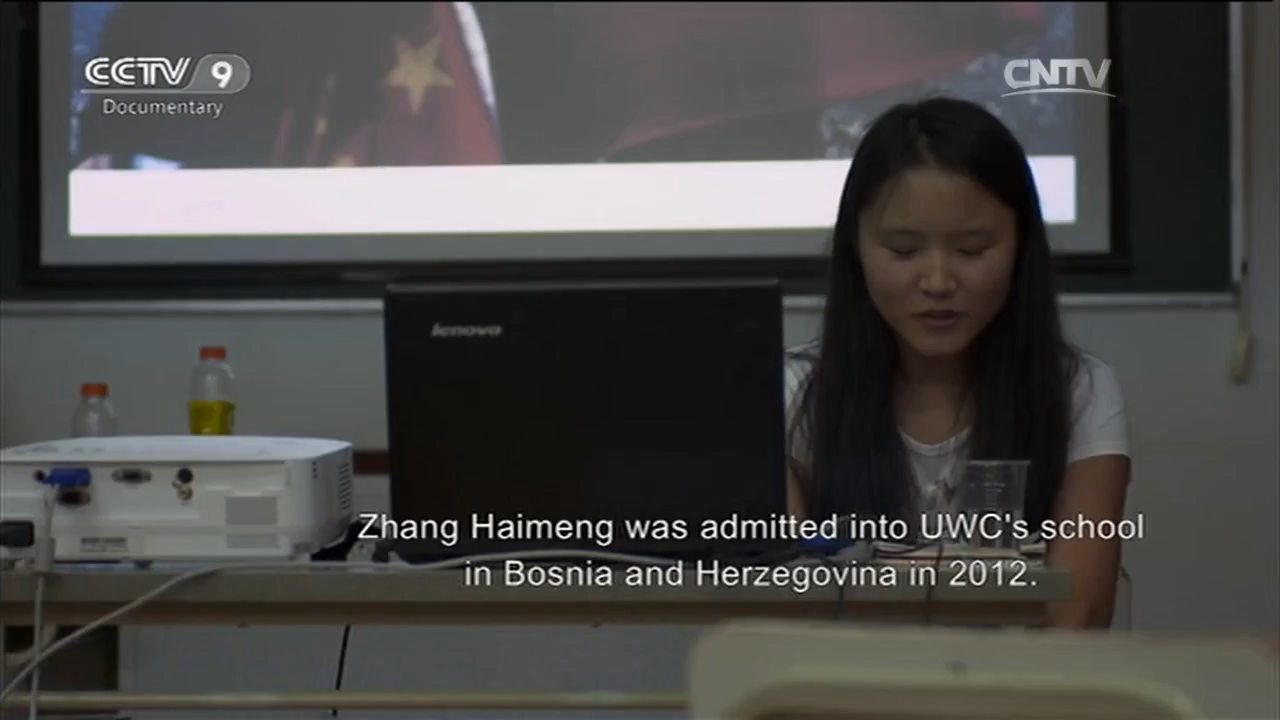 CCTV 9
Documentary
CNTV
lenovo
Zhang Haimeng was admitted into UWC's school
in Bosnia and Herzegovina in 2012.